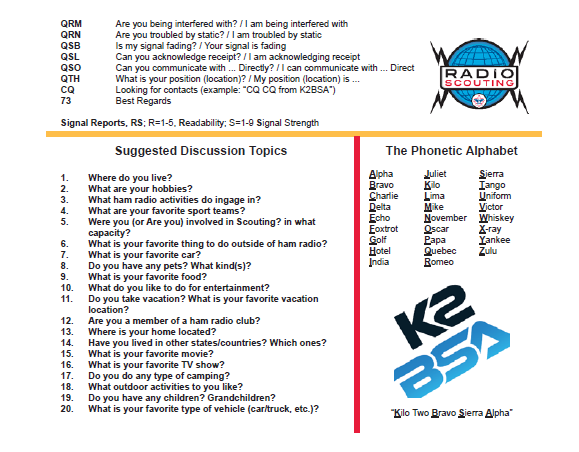 QRM Are you being interfered with? / I am being interfered with
QRN Are you troubled by static? / I am troubled by static
QSB Is my signal fading? / Your signal is fading
QSL Can you acknowledge receipt? / I am acknowledging receipt
QSO Can you communicate with ... Directly? / I can communicate with ... Direct
QTH What is your position (location)? / My position (location) is ...
CQ Looking for contacts (example: "CQ CQ from K2BSA")
73 Best Regards
RADIO
SCOUTING
Signal Reports, RS; R=1-5, Readability; S=1-9 Signal Strength
Suggested Discussion Topics
1. Where do you live?
2. What are your hobbies?
3. What ham radio activities do ingage in?
4. What are your favorite sport teams?
5. Were you (or Are you) involved in Scouting? in what
capacity?
6. What is your favorite thing to do outside of ham radio?
7. What is your favorite car?
8. Do you have any pets? What kind(s)?
9. What is your favorite food?
10. What do you like to do for entertainment?
11. Do you take vacation? What is your favorite vacation
location?
12. Are you a member of a ham radio club?
13. Where is your home located?
14. Have you lived in other states/countries? Which ones?
15. What is your favorite movie?
16. What is your favorite TV show?
17. Do you do any type of camping?
18. What outdoor activities to you like?
19. Do you have any children? Grandchildren?
20. What is your favorite type of vehicle (car/truck, etc.)?
The Phonetic Alphabet
Alpha Juliet Sierra
Bravo Kilo Tango
Charlie Lima Uniform
Delta Mike Victor
Echo November Whiskey
Foxtrot Oscar X-ray
Golf Papa Yankee
Hotel Quebec Zulu
India Romeo
K2
BSA
"Kilo Two Bravo Sierra Alpha"